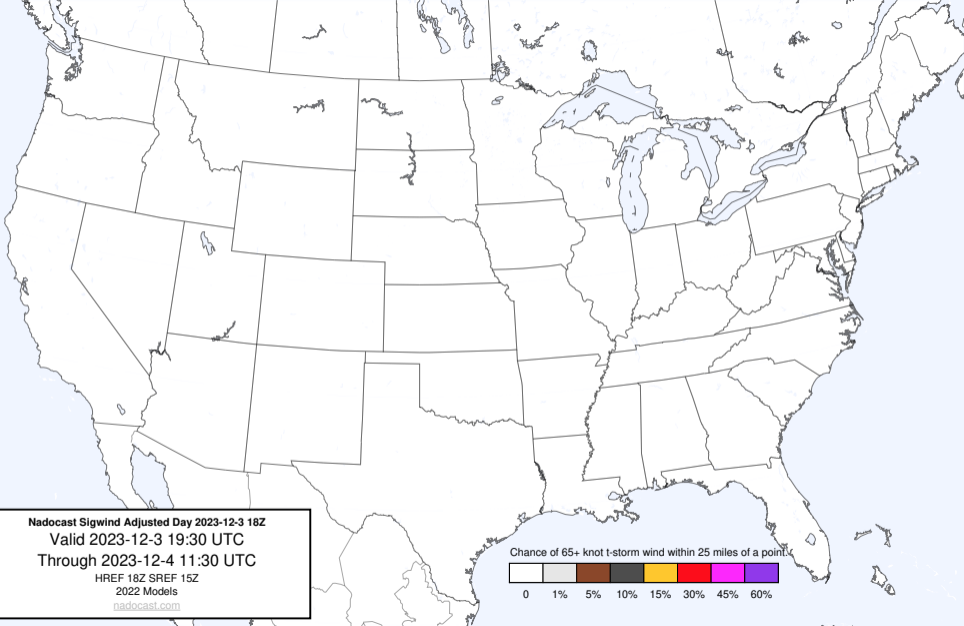 Nadocast Sigwind Adjusted Day 2023-12-3 18Z
Valid 2023-12-3 19:30 UTC
Through 2023-12-4 11:30 UTC
HREF 18Z SREF 15Z
2022 Models
nadocast.com
Chance of 65+ knot t-storm wind within 25 miles of a point.
0 1% 5% 10% 15% 30% 45% 60%